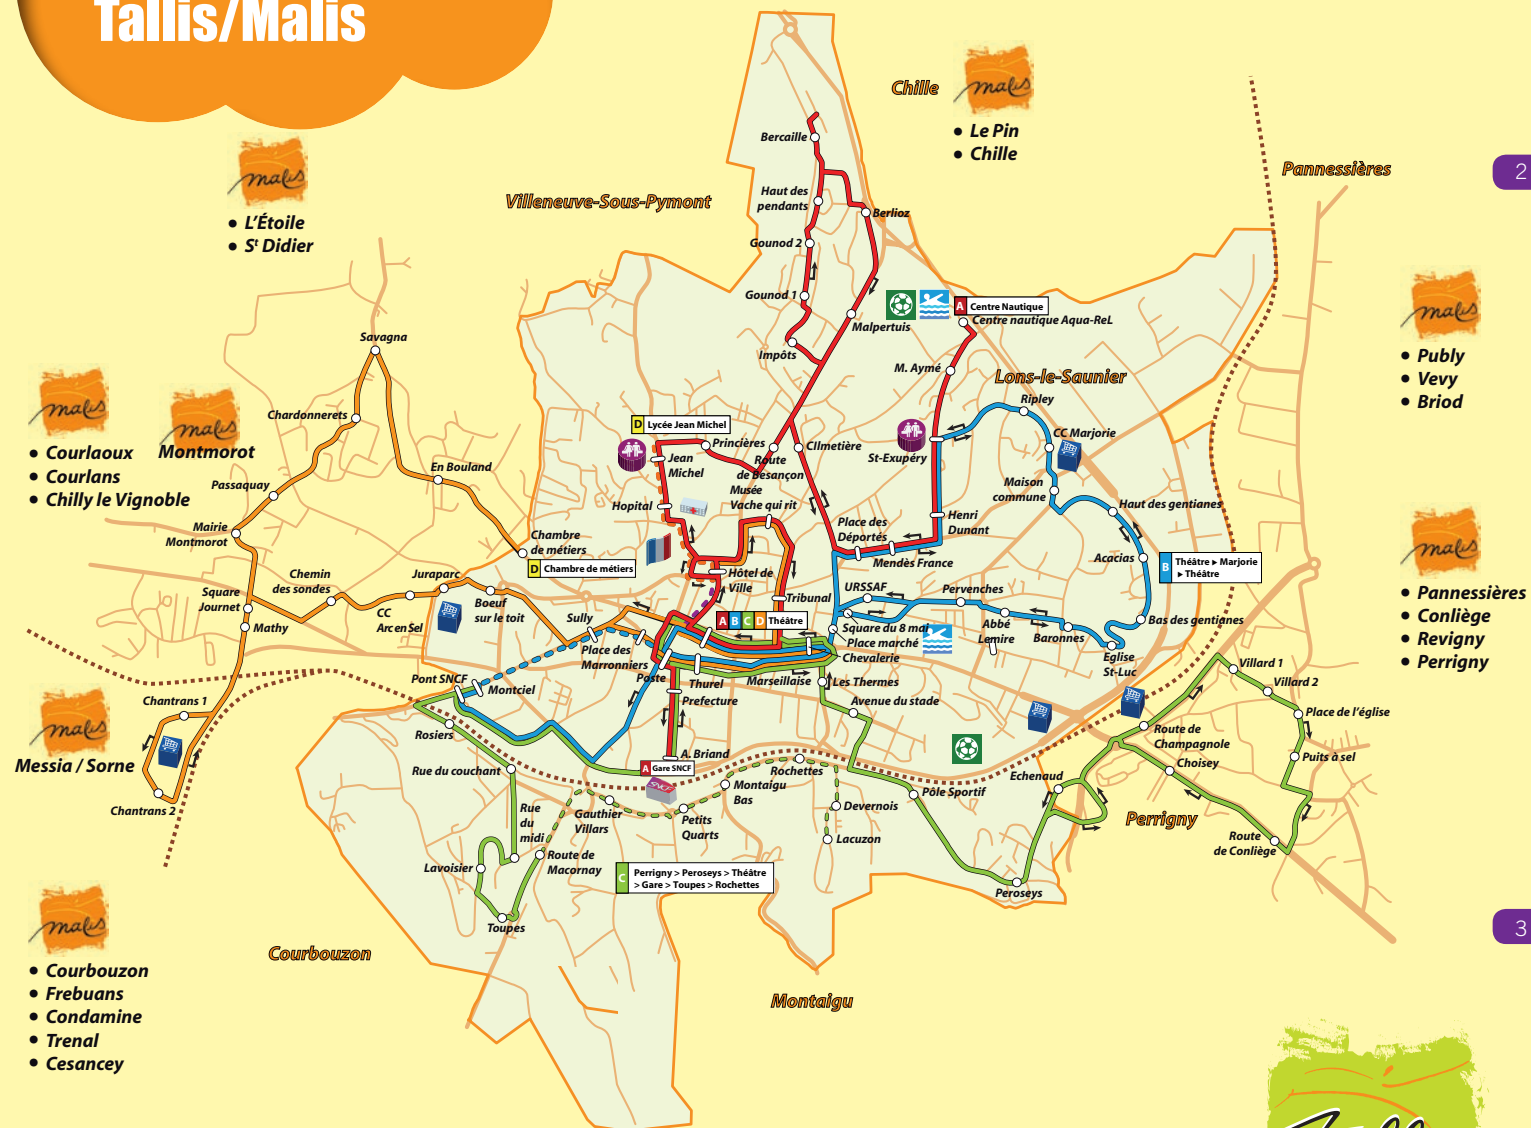 Tallis/Malis
Chille
malis
• Le Pin
• Chille
2
Pannessières
malis
• L'Étoile
• St Didier
Villeneuve-Sous-Pymont
Bercaille
Haut des
pendants
Berlioz
Gounod 2
Gounod 1
Malpertuis
Impôts
A Centre Nautique
Centre nautique Aqua-ReL
M. Aymé
Lons-le-Saunier
Ripley
CC Marjorie
malis
• Publy
• Vevy
• Briod
Savagna
malis
• Courlaoux
• Courlans
• Chilly le Vignoble
malis
Montmorot
Chardonnerets
En Bouland
Passaquay
Mairie
Montmorot
Chambre
de métiers
D Chambre de métiers
D Lycée Jean Michel
Princières
Jean
Michel
Route
de Besançon
CIlmetière
St-Exupéry
Hopital
Musée
Vache qui rit
Maison
commune
Haut des gentianes
Henri
Dunant
Place des
Déportés
Mendès France
Acacias
B Théâtre ▸ Marjorie
▸ Théâtre
malis
• Pannessières
• Conliège
• Revigny
• Perrigny
Chemin
des sondes
Juraparc
Square
Journet
Mathy
CC
ArcenSel
Boeuf
sur le toit
Hôtel de
Ville
Tribunal
URSSAF
Pervenches
Sully
A B C D Théâtre
Square du 8 mai
Place marché
Chevalerie
Abbé
Lemire
Baronnes
Bas des gentianes
Eglise
St-Luc
Place des
Marronniers
Poste
Thurel
Marseillaise
Les Thermes
Pont SNCF
Montciel
Prefecture
Avenue du stade
Villard 1
Villard 2
Place de l'église
Chantrans 1
malis
Messia / Sorne
Chantrans 2
Rosiers
A. Briand
A Gare SNCF
SNCF
Rue du couchant
Rochettes
Route de
Champagnole
Choisey
Puits à sel
Echenaud
Montaigu
Bas
Pôle Sportif
Devernois
Perrigny
Rue
du
midi
Gauthier
Villars
Petits
Quarts
Lacuzon
Route
de Conliège
Lavoisier
Route de
Macornay
C Perrigny > Peroseys > Théâtre
> Gare > Toupes > Rochettes
Peroseys
Toupes
malis
• Courbouzon
• Frebuans
• Condamine
• Trenal
• Cesancey
Courbouzon
Montaigu
3